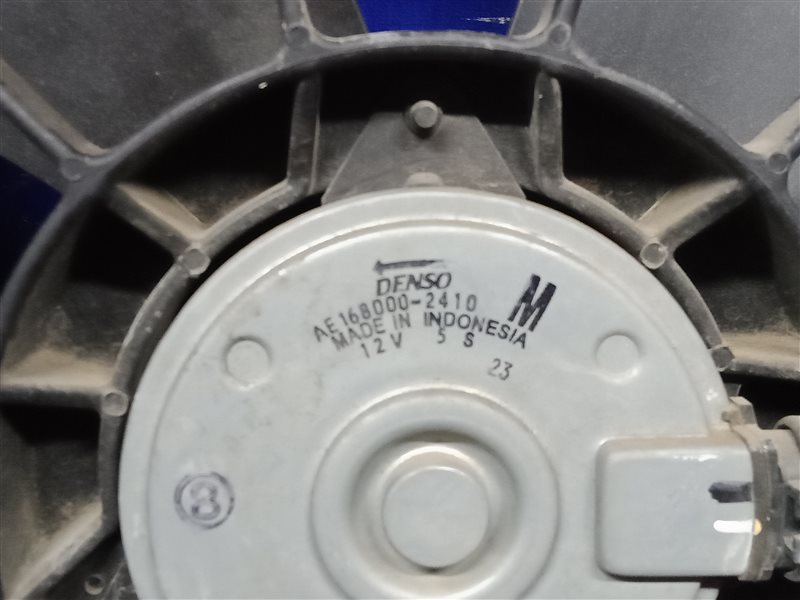 DENSO
M
AE168000-2410
MADE IN INDONESIA
12V 5 S
23
8